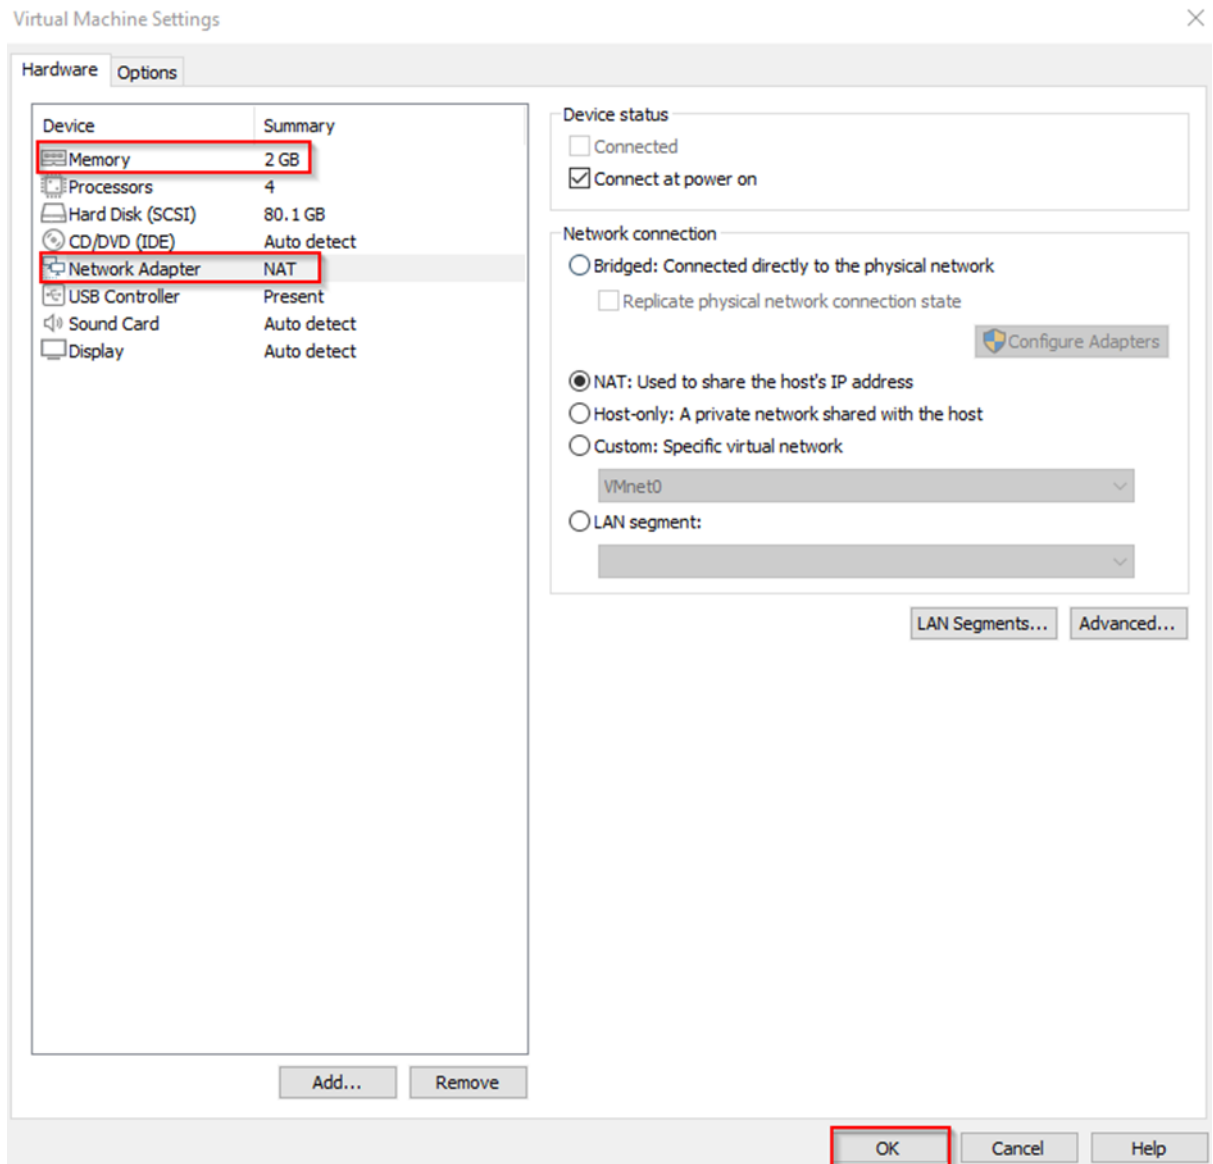 Virtual Machine Settings
Hardware Options
Device Summary
Memory 2 GB
Processors 4
Hard Disk (SCSI) 80.1 GB
CD/DVD (IDE) Auto detect
Network Adapter NAT
USB Controller Present
Sound Card Auto detect
Display Auto detect
Add...
Remove
Device status
Connected
Connect at power on
Network connection
Bridged: Connected directly to the physical network
Replicate physical network connection state
Configure Adapters
NAT: Used to share the host's IP address
Host-only: A private network shared with the host
Custom: Specific virtual network
VMnet0
LAN segment:
LAN Segments... Advanced...
OK Cancel Help